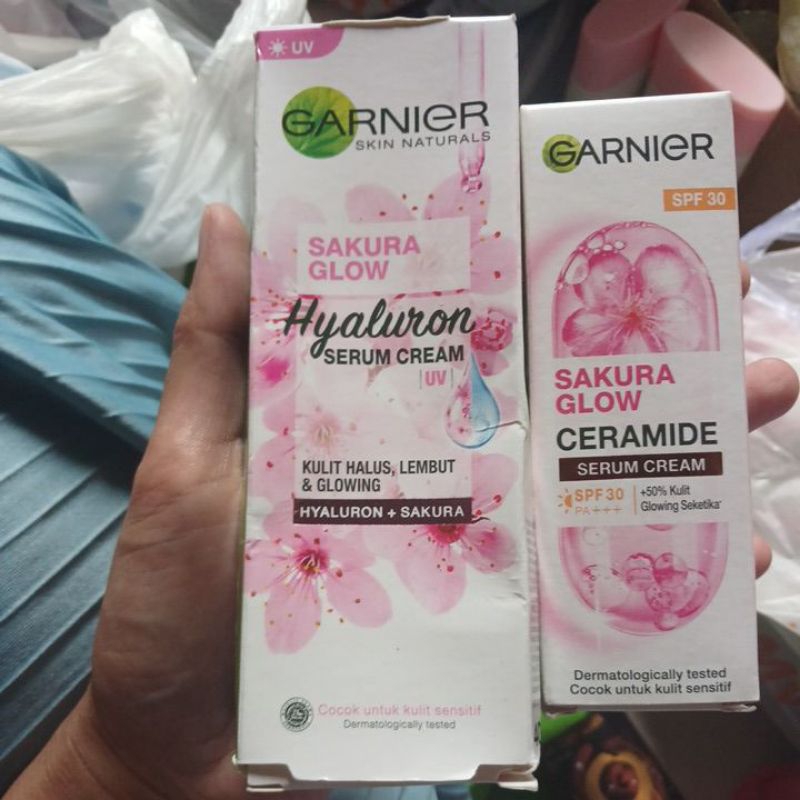 UV
GARNIER
SKIN NATURALS
SAKURA
GLOW
Hyaluron
SERUM CREAM
UV
KULIT HALUS, LEMBUT
& GLOWING
HYALURON + SAKURA
Cocok untuk kulit sensitif
Dermatologically tested
GARNIER
SPF 30
SAKURA
GLOW
CERAMIDE
SERUM CREAM
SPF 30
PA+++
+50% Kulit
Glowing Seketika*
Dermatologically tested
Cocok untuk kulit sensitif